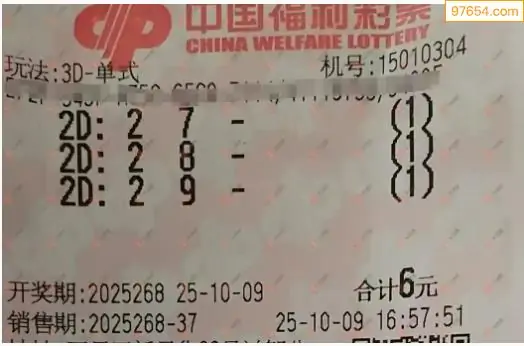 97654.com
中国福利彩票
CHINA WELFARE LOTTERY
玩法:3D-单式 机号:15010304
2D: 2 7 - (1)
2D: 2 8 - (1)
2D: 2 9 - (1)
开奖期:2025268 25-10-09 合计6元
销售期:2025268-37 25-10-09 16:57:51